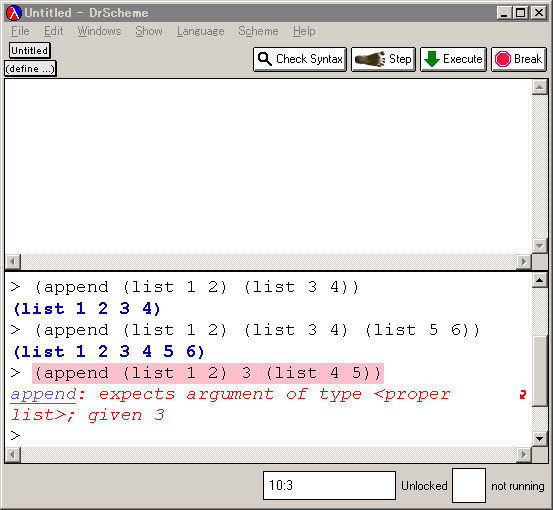 Untitled - DrScheme
File Edit Windows Show Language Scheme Help
Untitled
(define ...)
Check Syntax Step Execute Break
> (append (list 1 2) (list 3 4))
(list 1 2 3 4)
> (append (list 1 2) (list 3 4) (list 5 6))
(list 1 2 3 4 5 6)
> (append (list 1 2) 3 (list 4 5))
append: expects argument of type <proper
list>; given 3
>
10:3 Unlocked not running